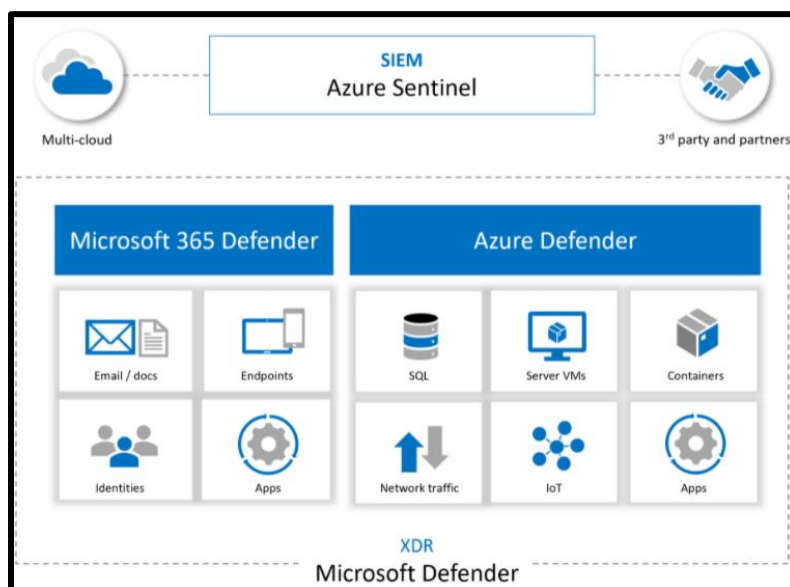 SIEM
Azure Sentinel
Multi-cloud
3rd party and partners
Microsoft 365 Defender
Azure Defender
Email / docs
Endpoints
SQL
Server VMs
Containers
Identities
Apps
Network traffic
IoT
Apps
XDR
Microsoft Defender